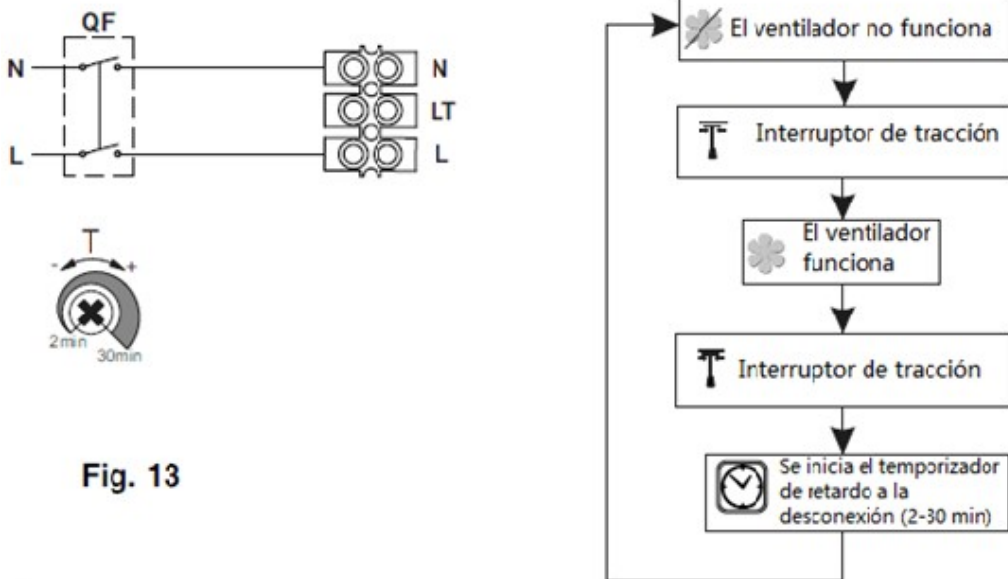 QF
N
N
LT
L
L
T
- +
2min
30min
Fig. 13
El ventilador no funciona
Interruptor de tracción
El ventilador
funciona
Interruptor de tracción
Se inicia el temporizador
de retardo a la
desconexión (2-30 min)